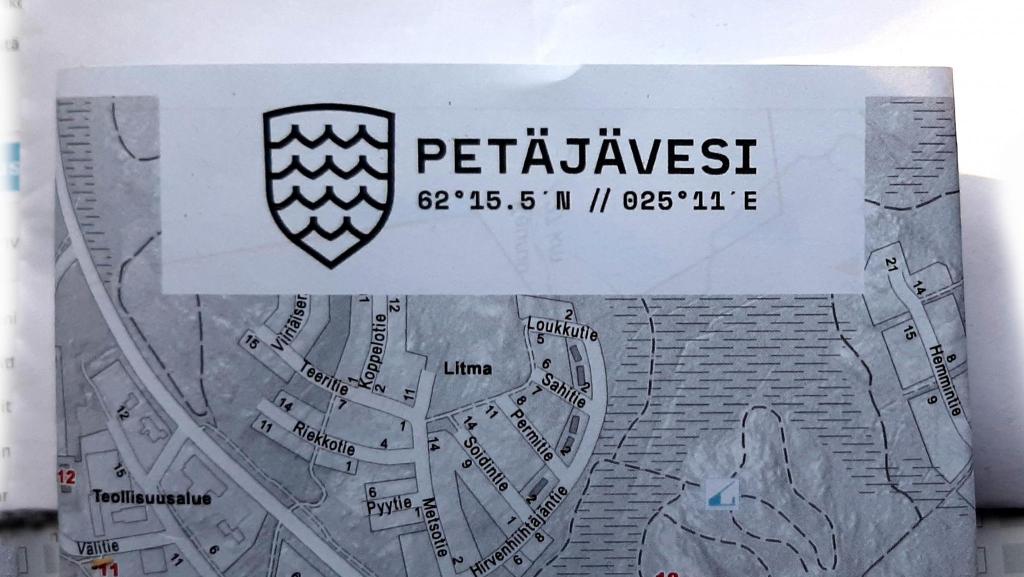 PETÄJÄVESI
62°15.5´N // 025°11´E
21
14
15
8
Hemmintie
9
12
11
Koppelotie
2
15
Teeritie
1
2
7
11
Litma
2
Loukkutie
5
6
Sahitie
2
7
8
Permitie
11
14
Soidintie
9
1
14
11
Riekkotie
4
1
1
14
Metsotie
2
6
Pyytie
1
Hirvenhiihtäjäntie
6
8
12
15
12
Teollisuusalue
6
Välitie
11
11